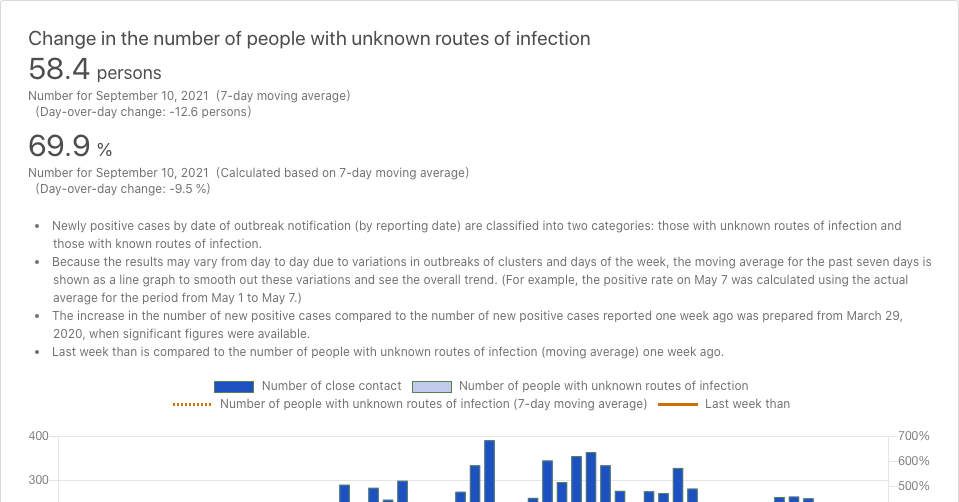 Change in the number of people with unknown routes of infection
58.4 persons
Number for September 10, 2021 (7-day moving average)
(Day-over-day change: -12.6 persons)
69.9 %
Number for September 10, 2021 (Calculated based on 7-day moving average)
(Day-over-day change: -9.5 %)
• Newly positive cases by date of outbreak notification (by reporting date) are classified into two categories: those with unknown routes of infection and
those with known routes of infection.
• Because the results may vary from day to day due to variations in outbreaks of clusters and days of the week, the moving average for the past seven days is
shown as a line graph to smooth out these variations and see the overall trend. (For example, the positive rate on May 7 was calculated using the actual
average for the period from May 1 to May 7.)
• The increase in the number of new positive cases compared to the number of new positive cases reported one week ago was prepared from March 29,
2020, when significant figures were available.
• Last week than is compared to the number of people with unknown routes of infection (moving average) one week ago.
Number of close contact Number of people with unknown routes of infection
Number of people with unknown routes of infection (7-day moving average) Last week than
400 700%
600%
300 500%